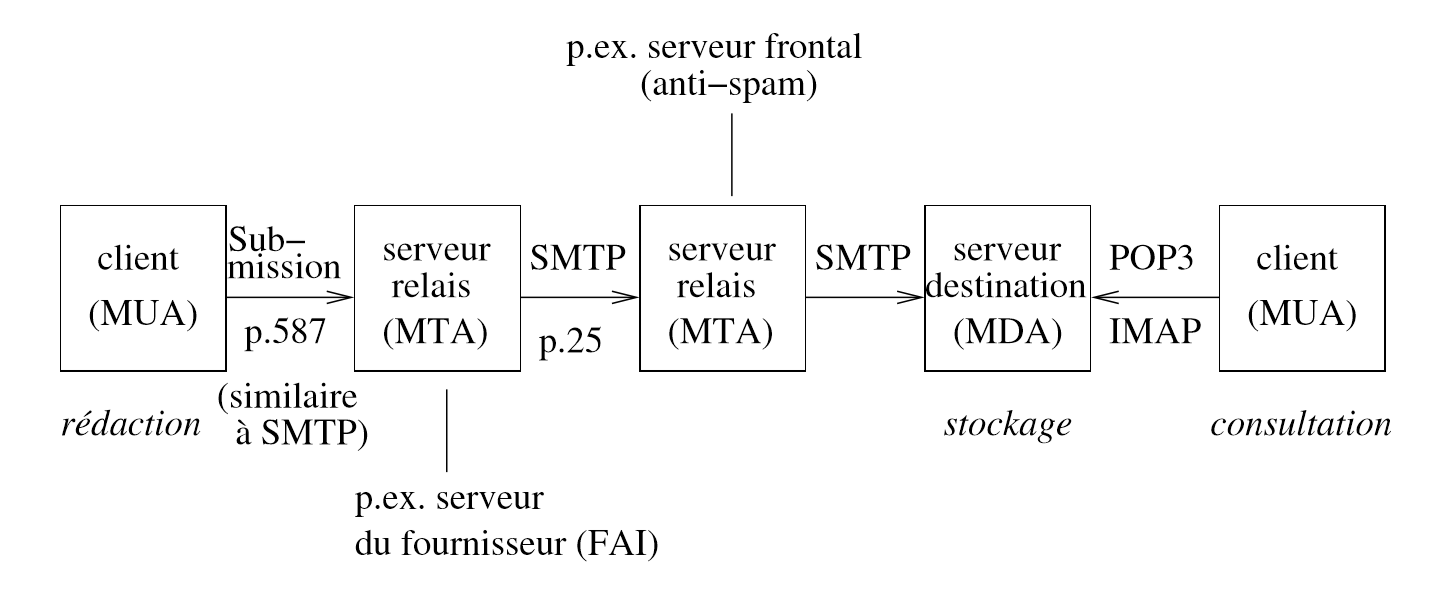 p.ex. serveur frontal
(anti−spam)
client
(MUA)
rédaction
Sub−
mission
p.587
(similaire
à SMTP)
serveur
relais
(MTA)
p.ex. serveur
du fournisseur (FAI)
SMTP
p.25
serveur
relais
(MTA)
SMTP
serveur
destination
(MDA)
stockage
POP3
IMAP
client
(MUA)
consultation